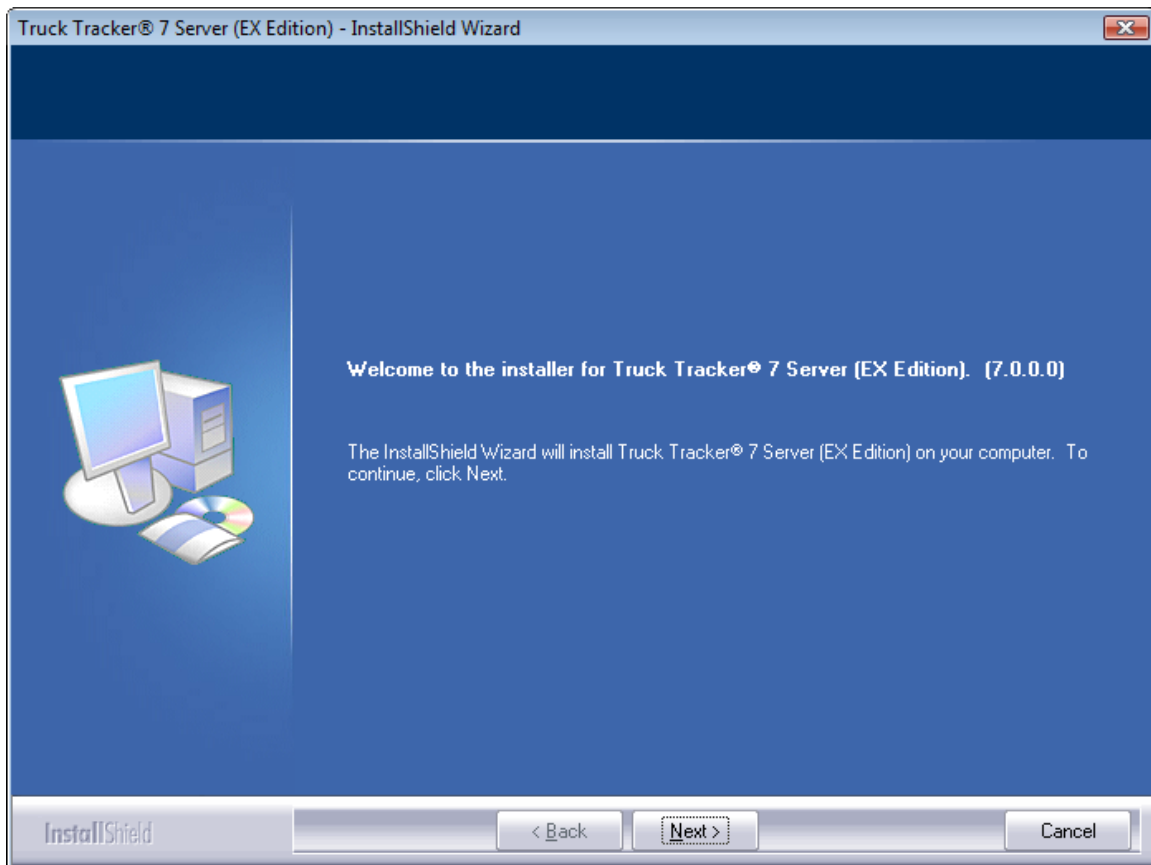 Truck Tracker® 7 Server (EX Edition) - InstallShield Wizard
Welcome to the installer for Truck Tracker® 7 Server (EX Edition). (7.0.0.0)
The InstallShield Wizard will install Truck Tracker® 7 Server (EX Edition) on your computer. To
continue, click Next.
InstallShield
< Back
Next >
Cancel